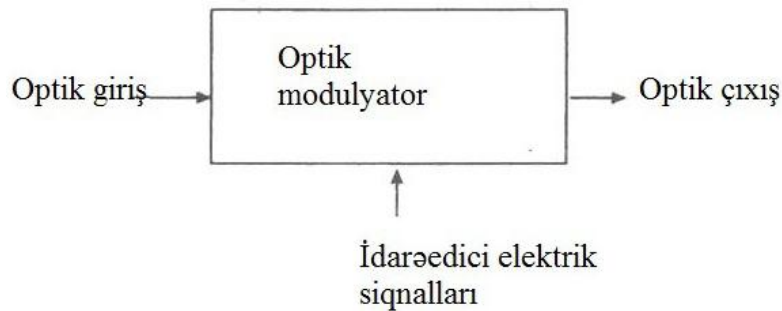 Optik
modulyator
Optik giriş
Optik çıxış
İdarəedici elektrik
siqnalları